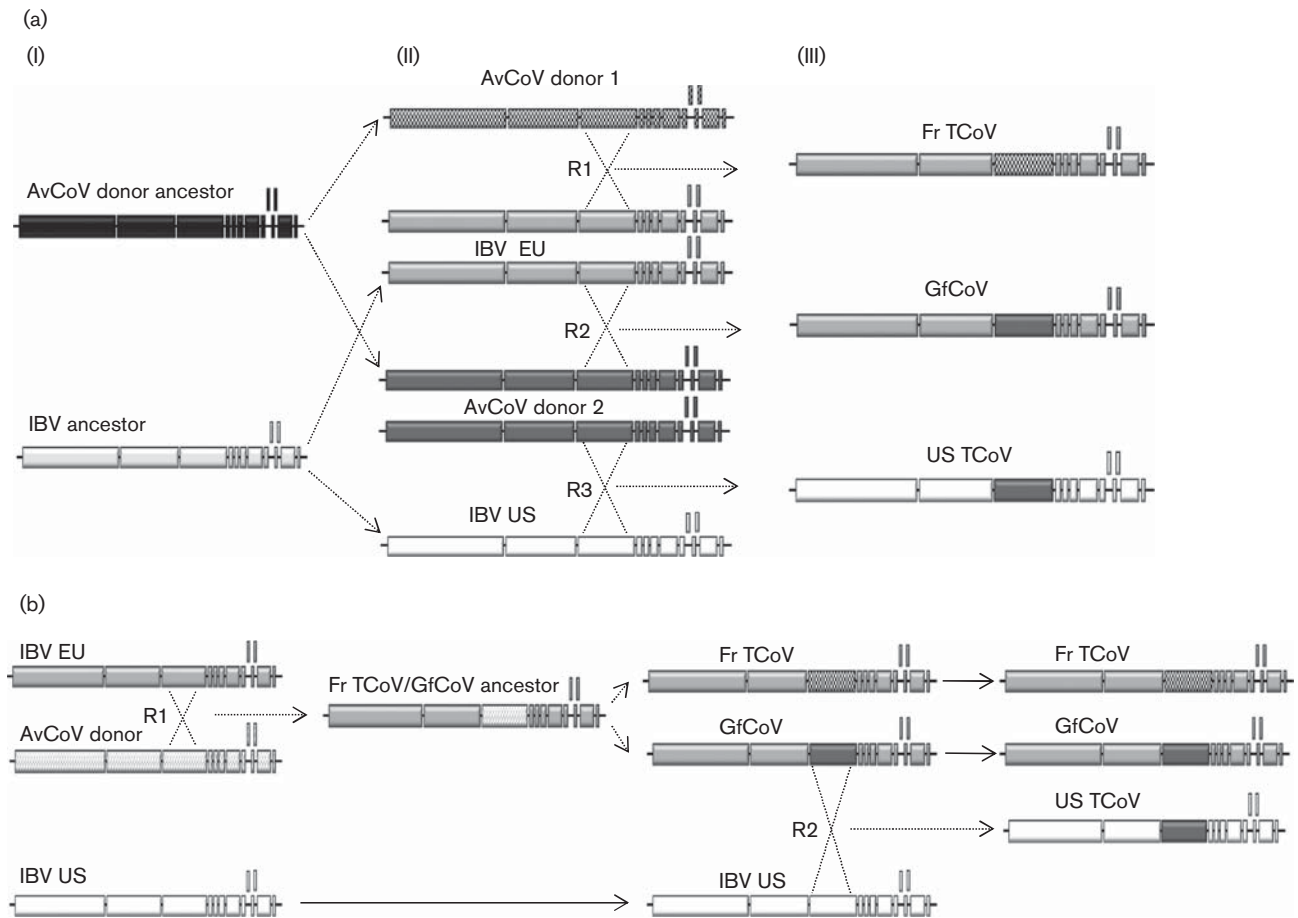 (a)
(I)
(II)
(III)
AvCoV donor 1
Fr TCoV
R1
AvCoV donor ancestor
IBV EU
GfCoV
R2
AvCoV donor 2
IBV ancestor
US TCoV
R3
IBV US
(b)
IBV EU
Fr TCoV
Fr TCoV
Fr TCoV/GfCoV ancestor
R1
GfCoV
GfCoV
AvCoV donor
US TCoV
R2
IBV US
IBV US